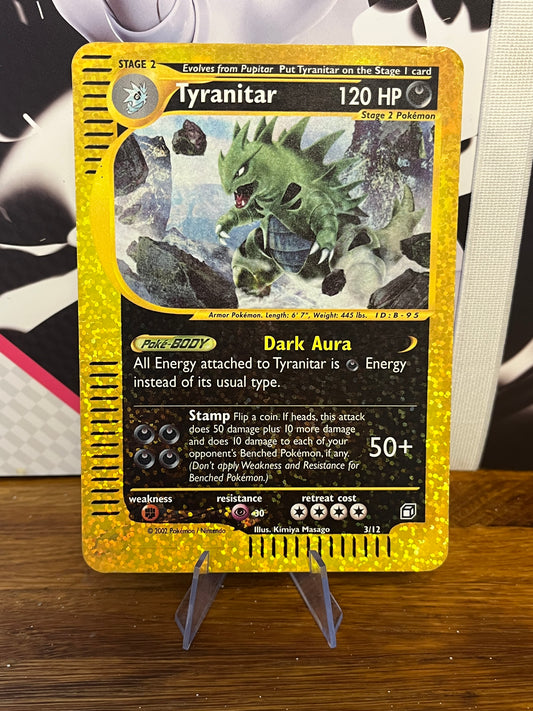 STAGE 2
Evolves from Pupitar Put Tyranitar on the Stage 1 card
Tyranitar 120 HP
Stage 2 Pokémon
Armor Pokémon. Length: 6' 7", Weight: 445 lbs. ID:B-95
Poké-BODY Dark Aura
All Energy attached to Tyranitar is Energy
instead of its usual type.
Stamp Flip a coin. If heads, this attack
does 50 damage plus 10 more damage
and does 10 damage to each of your
opponent's Benched Pokémon, if any.
(Don't apply Weakness and Resistance for
Benched Pokémon.)
50+
weakness resistance retreat cost
-30
© 2002 Pokémon / Nintendo Illus. Kimiya Masago 3/12